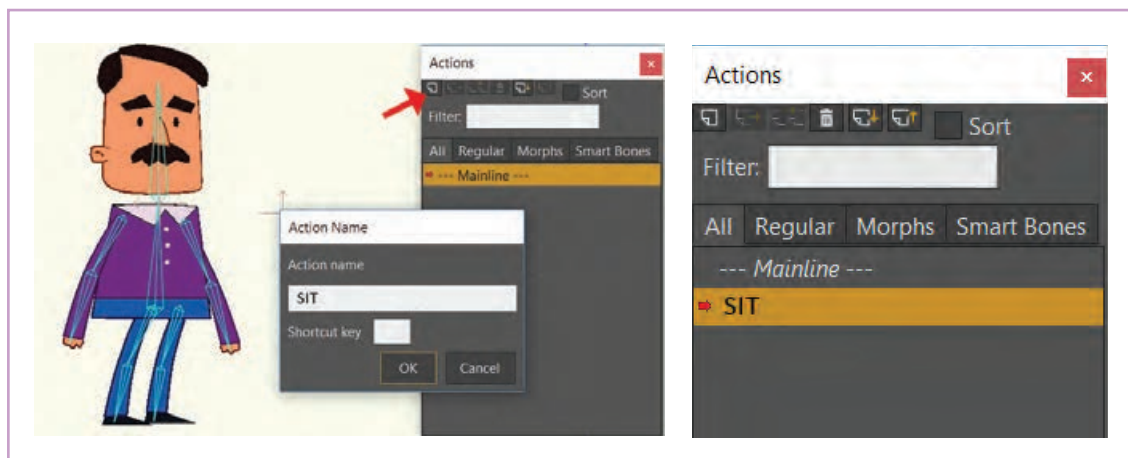 Actions
Sort
Filter:
All Regular Morphs Smart Bones
--- Mainline ---
Action Name
Action name
SIT
Shortcut key
OK Cancel
Actions
Sort
Filter:
All Regular Morphs Smart Bones
--- Mainline ---
SIT